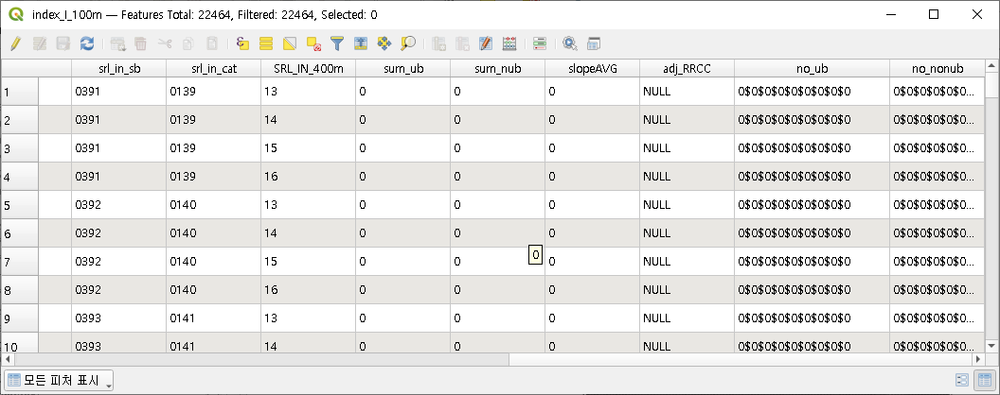 index_I_100m — Features Total: 22464, Filtered: 22464, Selected: 0
srl_in_sb srl_in_cat SRL_IN_400m sum_ub sum_nub slopeAVG adj_RRCC no_ub no_nonub
1 0391 0139 13 0 0 0 NULL 0$0$0$0$0$0$0$0$0 0$0$0$0$0$0...
2 0391 0139 14 0 0 0 NULL 0$0$0$0$0$0$0$0$0 0$0$0$0$0$0...
3 0391 0139 15 0 0 0 NULL 0$0$0$0$0$0$0$0$0 0$0$0$0$0$0...
4 0391 0139 16 0 0 0 NULL 0$0$0$0$0$0$0$0$0 0$0$0$0$0$0...
5 0392 0140 13 0 0 0 NULL 0$0$0$0$0$0$0$0$0 0$0$0$0$0$0...
6 0392 0140 14 0 0 0 NULL 0$0$0$0$0$0$0$0$0 0$0$0$0$0$0...
0
7 0392 0140 15 0 0 0 NULL 0$0$0$0$0$0$0$0$0 0$0$0$0$0$0...
8 0392 0140 16 0 0 0 NULL 0$0$0$0$0$0$0$0$0 0$0$0$0$0$0...
9 0393 0141 13 0 0 0 NULL 0$0$0$0$0$0$0$0$0 0$0$0$0$0$0...
10 0393 0141 14 0 0 0 NULL 0$0$0$0$0$0$0$0$0 0$0$0$0$0$0...
모든 피처 표시